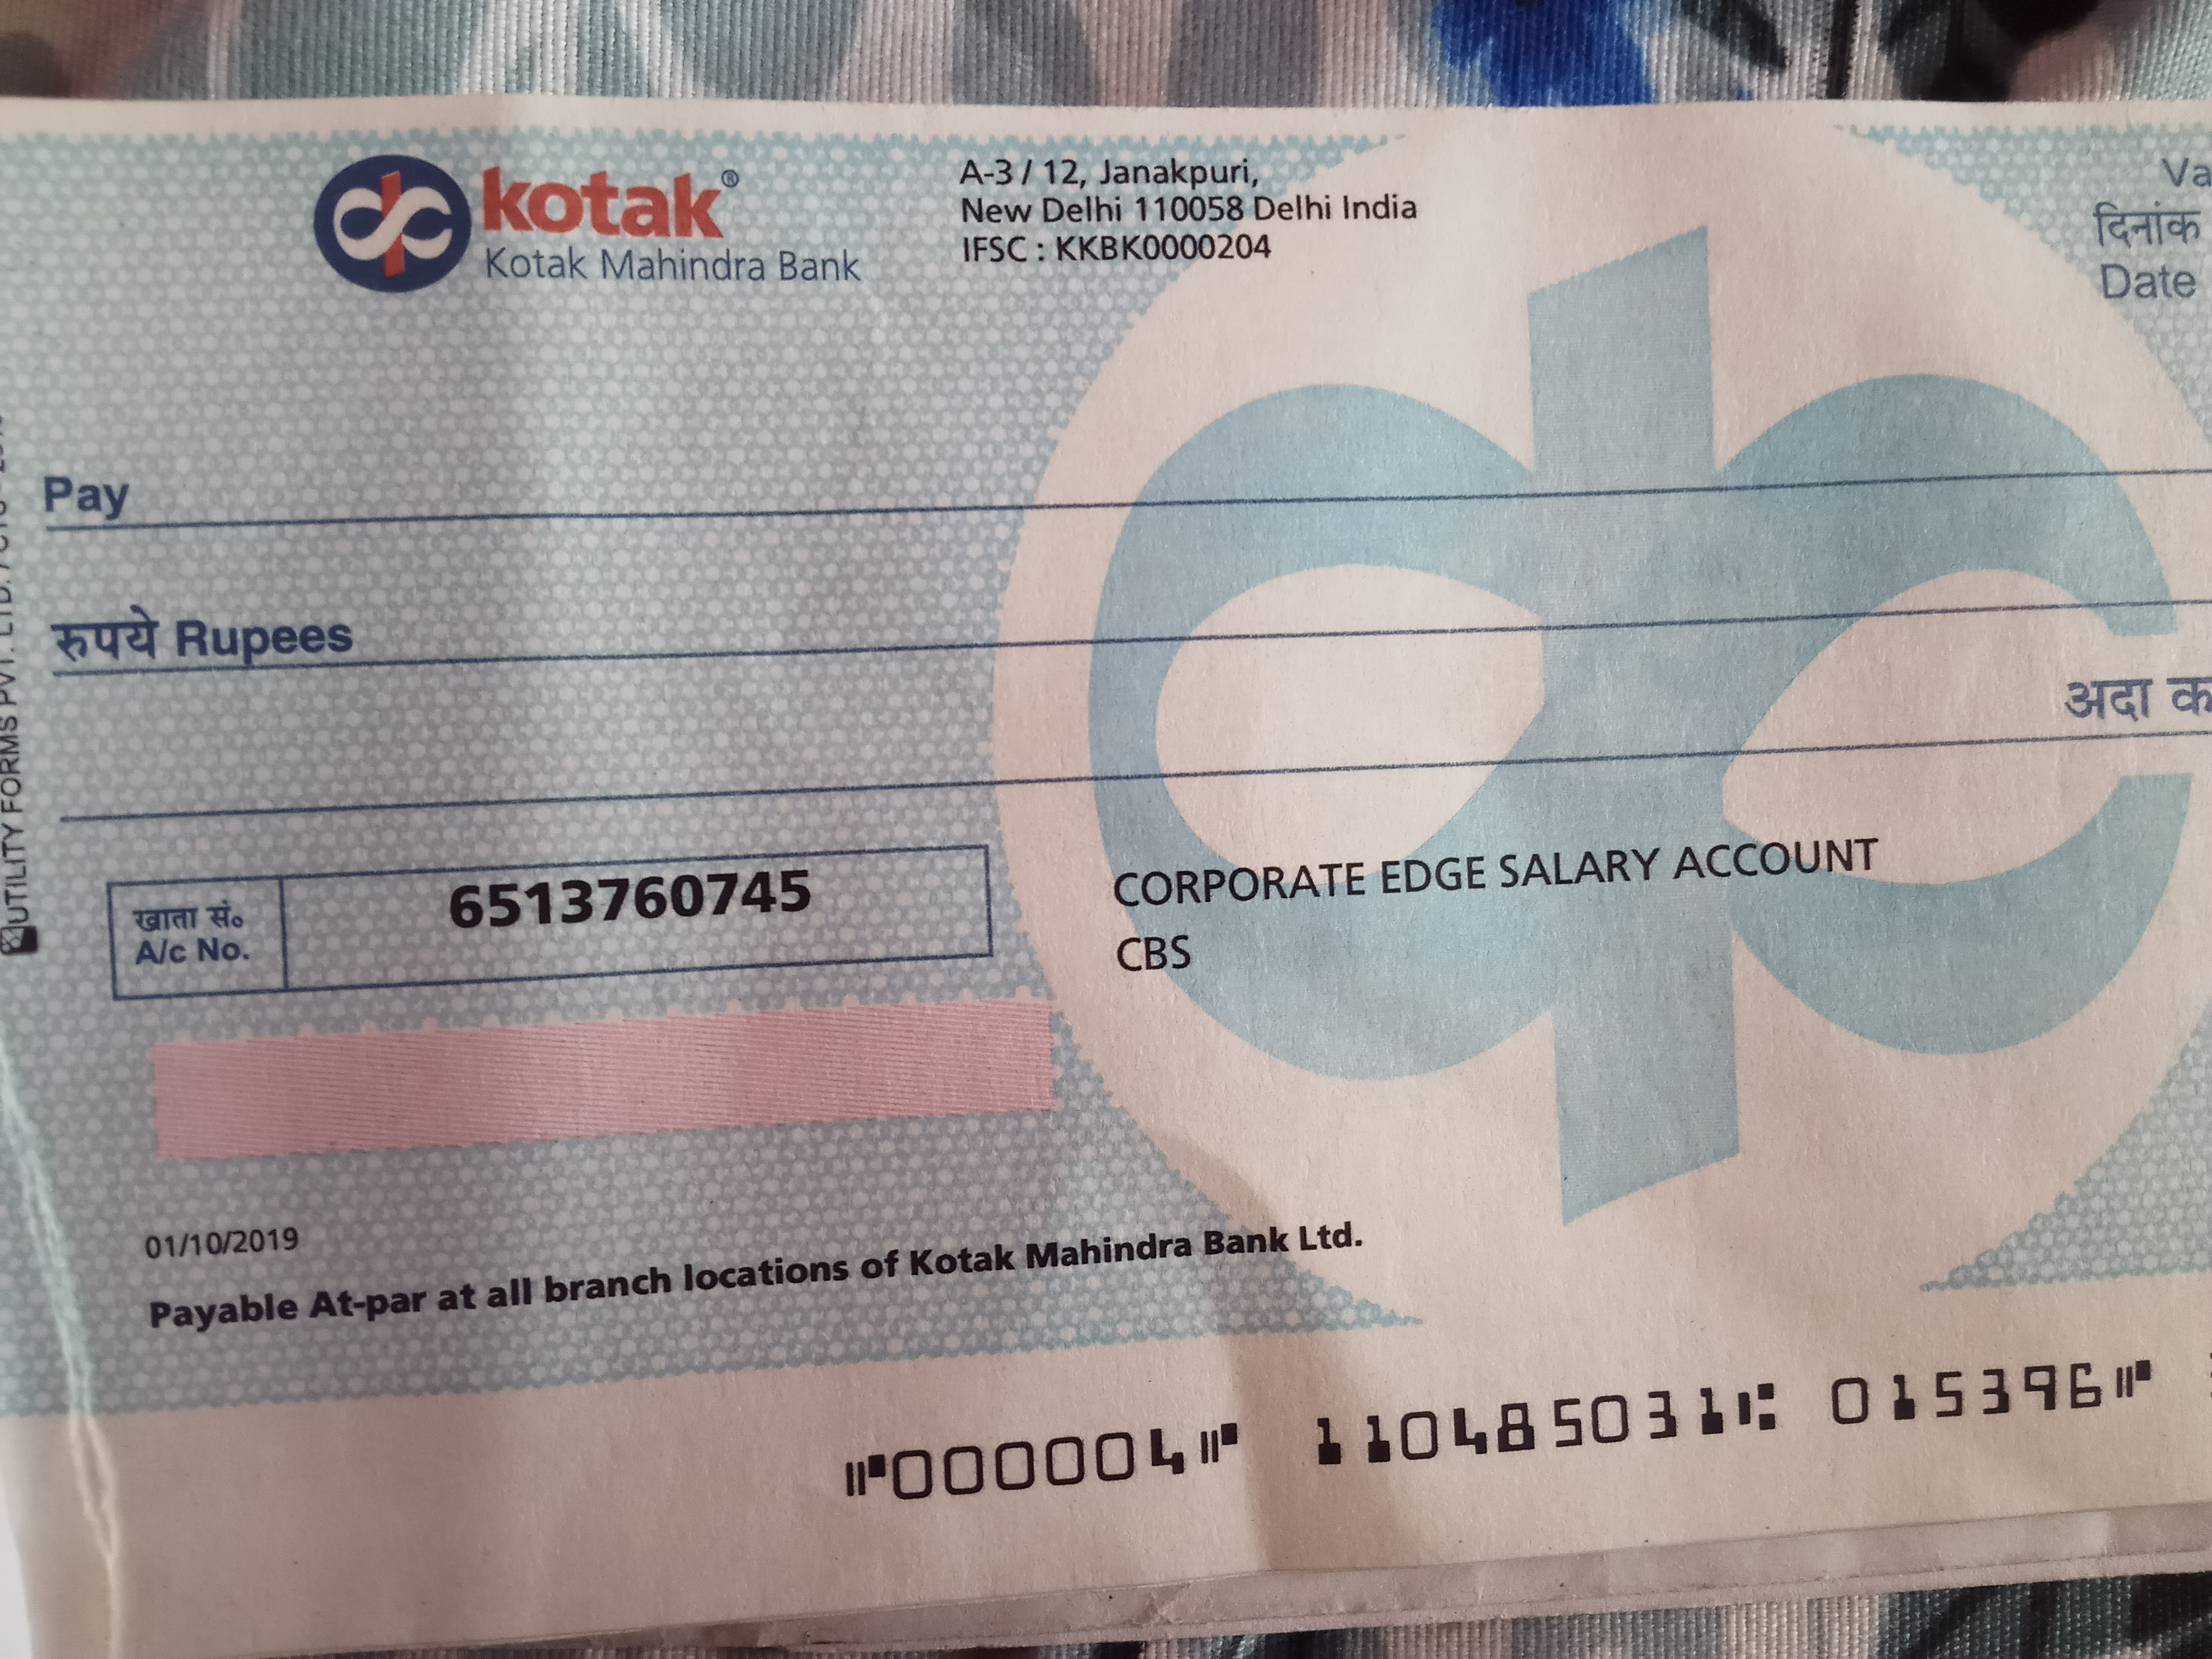 kotak®
Kotak Mahindra Bank
A-3 / 12, Janakpuri,
New Delhi 110058 Delhi India
IFSC : KKBK0000204
दिनांक
Date
Pay
रुपये Rupees
अदा
खाता सं॰
A/c No.
6513760745
CORPORATE EDGE SALARY ACCOUNT
CBS
UTILITY FORMS PVT. LTD.
01/10/2019
Payable At-par at all branch locations of Kotak Mahindra Bank Ltd.
⑈000004⑈ 110485031⑆ 015396⑈